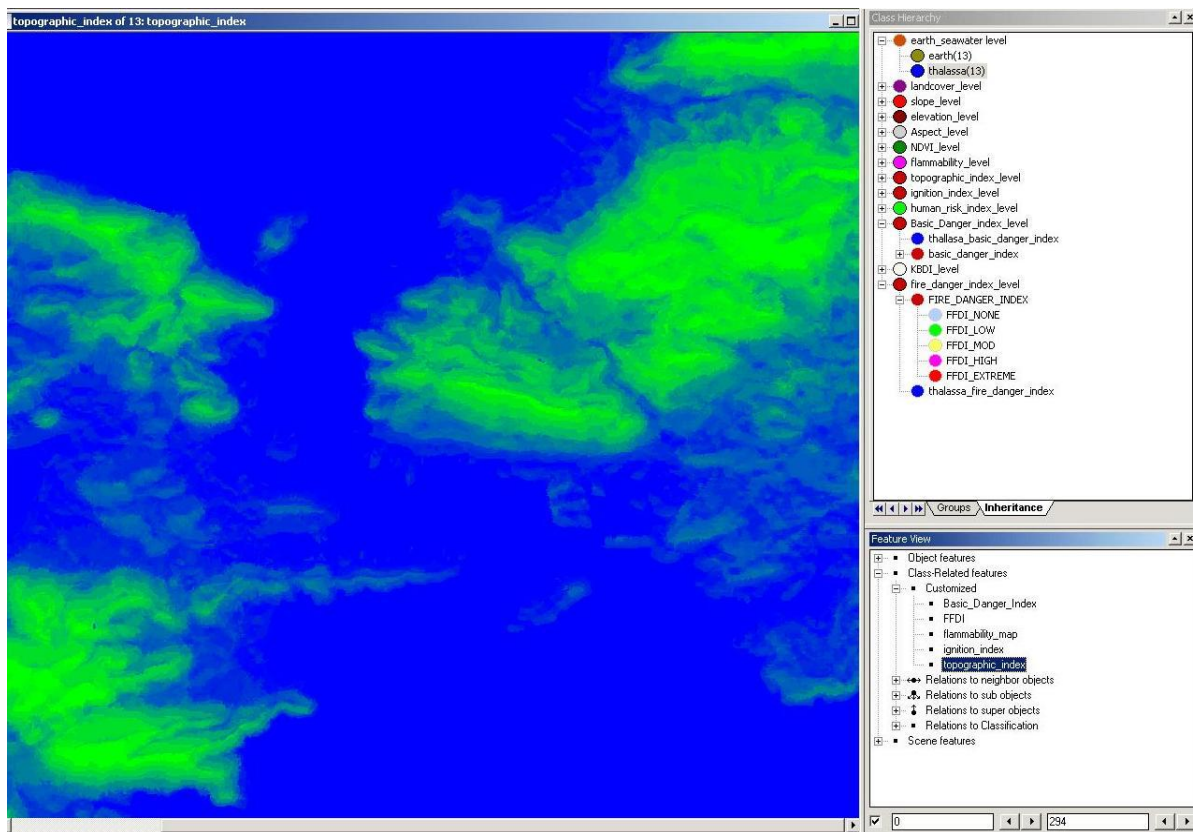 topographic_index of 13: topographic_index
Class Hierarchy
earth_seawater level
earth(13)
thalassa(13)
landcover_level
slope_level
elevation_level
Aspect_level
NDVI_level
flammability_level
topographic_index_level
ignition_index_level
human_risk_index_level
Basic_Danger_index_level
thallasa_basic_danger_index
basic_danger_index
KBDI_level
fire_danger_index_level
FIRE_DANGER_INDEX
FFDI_NONE
FFDI_LOW
FFDI_MOD
FFDI_HIGH
FFDI_EXTREME
thalassa_fire_danger_index
Groups Inheritance
Feature View
Object features
Class-Related features
Customized
Basic_Danger_Index
FFDI
flammability_map
ignition_index
topographic_index
Relations to neighbor objects
Relations to sub objects
Relations to super objects
Relations to Classification
Scene features
0 294